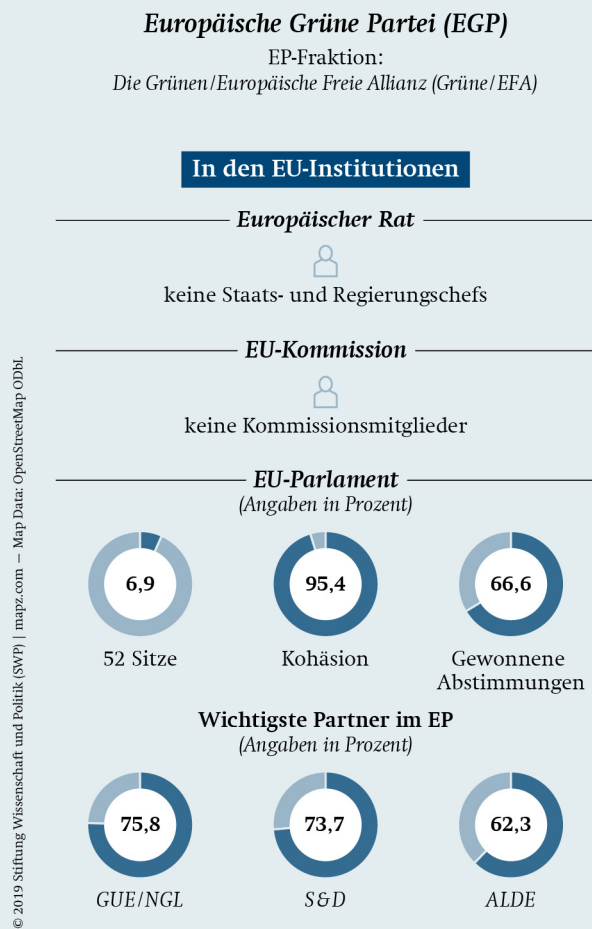 Europäische Grüne Partei (EGP)
EP-Fraktion:
Die Grünen/Europäische Freie Allianz (Grüne/EFA)
In den EU-Institutionen
Europäischer Rat
keine Staats- und Regierungschefs
EU-Kommission
keine Kommissionsmitglieder
EU-Parlament
(Angaben in Prozent)
6,9
95,4
66,6
52 Sitze
Kohäsion
Gewonnene
Abstimmungen
Wichtigste Partner im EP
(Angaben in Prozent)
75,8
73,7
62,3
GUE/NGL
S&D
ALDE
© 2019 Stiftung Wissenschaft und Politik (SWP) | mapz.com – Map Data: OpenStreetMap ODbL